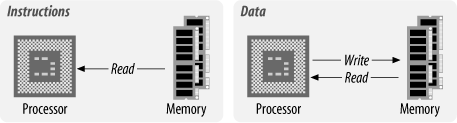 Instructions
Read
Processor
Memory
Data
Write
Read
Processor
Memory